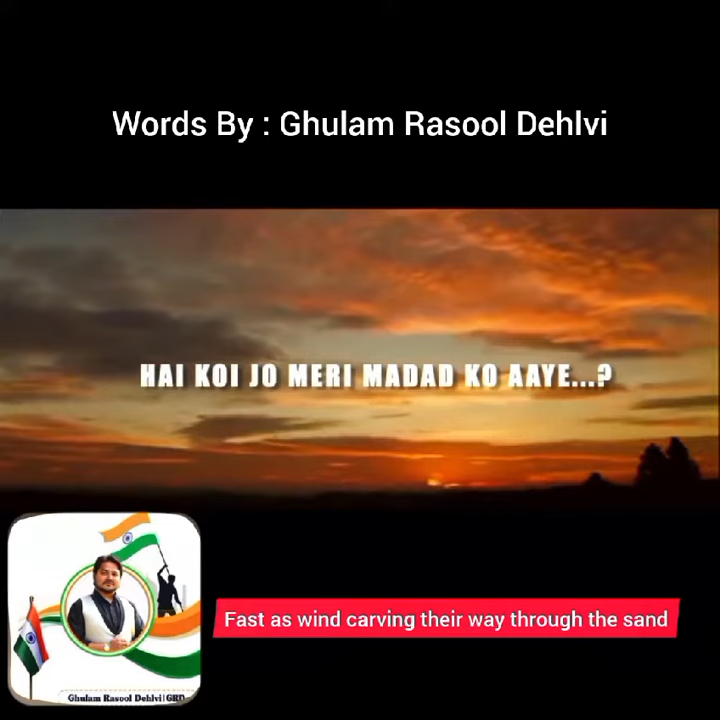 Words By : Ghulam Rasool Dehlvi
HAI KOI JO MERI MADAD KO AAYE...?
Fast as wind carving their way through the sand
Ghulam Rasool Dehlvi|GRD